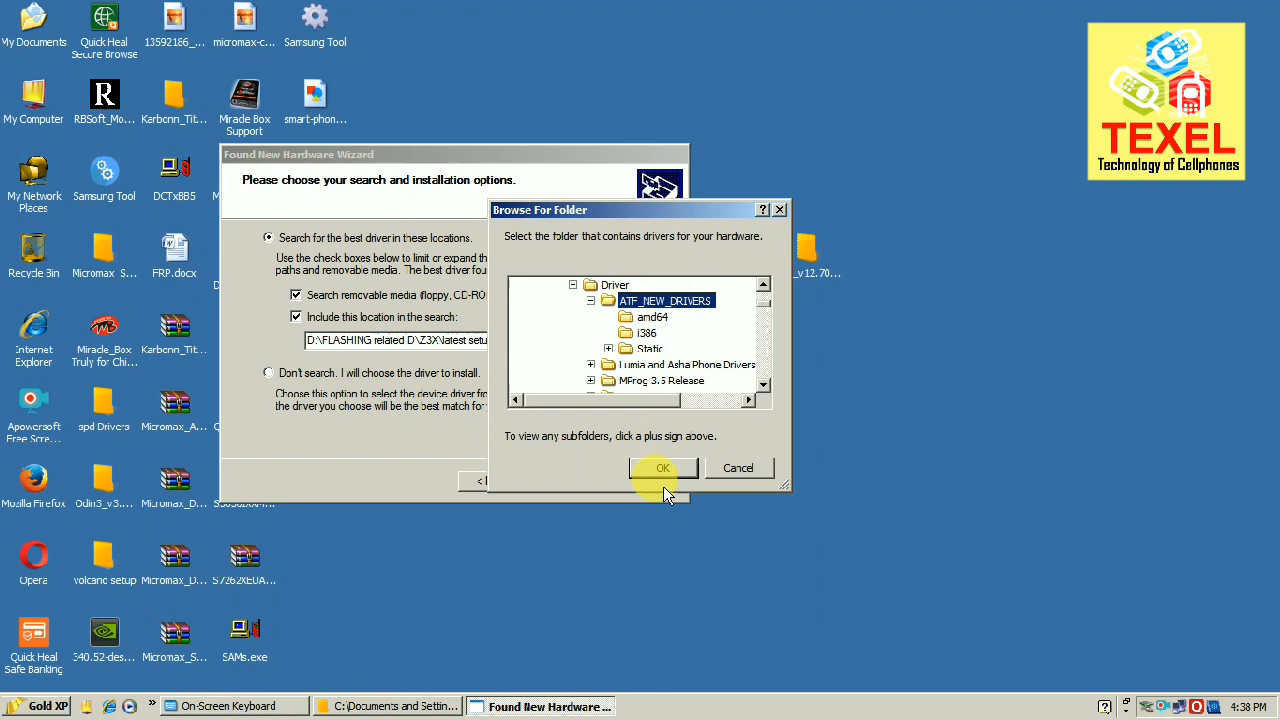 My Documents
Quick Heal
Secure Browse
13592186_...
micromax-c...
Samsung Tool
My Computer
R
RBSoft_Mo...
Karbonn_Tit...
Mirade Box
Support
smart-phon...
My Network
Places
Samsung Tool
DCTxBB5
Recycle Bin
Micromax_S...
FRP.docx
Internet
Explorer
Miracle_Box
Truly for Chi...
Karbonn_Tit...
Apowersoft
Free Scre...
spd Drivers
Micromax_A...
Mozilla Firefox
Odin3_v3....
Micromax_D...
Opera
volcano setup
Micromax_D...
S7262XEUA...
Quick Heal
Safe Banking
340.52-des...
Micromax_S...
SAMs.exe
_v12.70...
TEXEL
Technology of Cellphones
Found New Hardware Wizard
Please choose your search and installation options.
Search for the best driver in these locations.
Use the check boxes below to limit or expand the
paths and removable media. The best driver fou
Search removable media floppy, CD-RO
Include this location in the search:
D:\FLASHING related D\Z3X\latest setu
Don't search. I will choose the driver to install.
Choose this option to select the device driver from
the driver you choose will be the best match for
<
Browse For Folder
Select the folder that contains drivers for your hardware.
Driver
ATF_NEW_DRIVERS
amd64
i386
Static
Lumia and Asha Phone Drivers
MProg 3.5 Release
To view any subfolders, click a plus sign above.
OK
Cancel
Gold XP
»
On-Screen Keyboard
C:\Documents and Settin...
Found New Hardware ...
4:38 PM